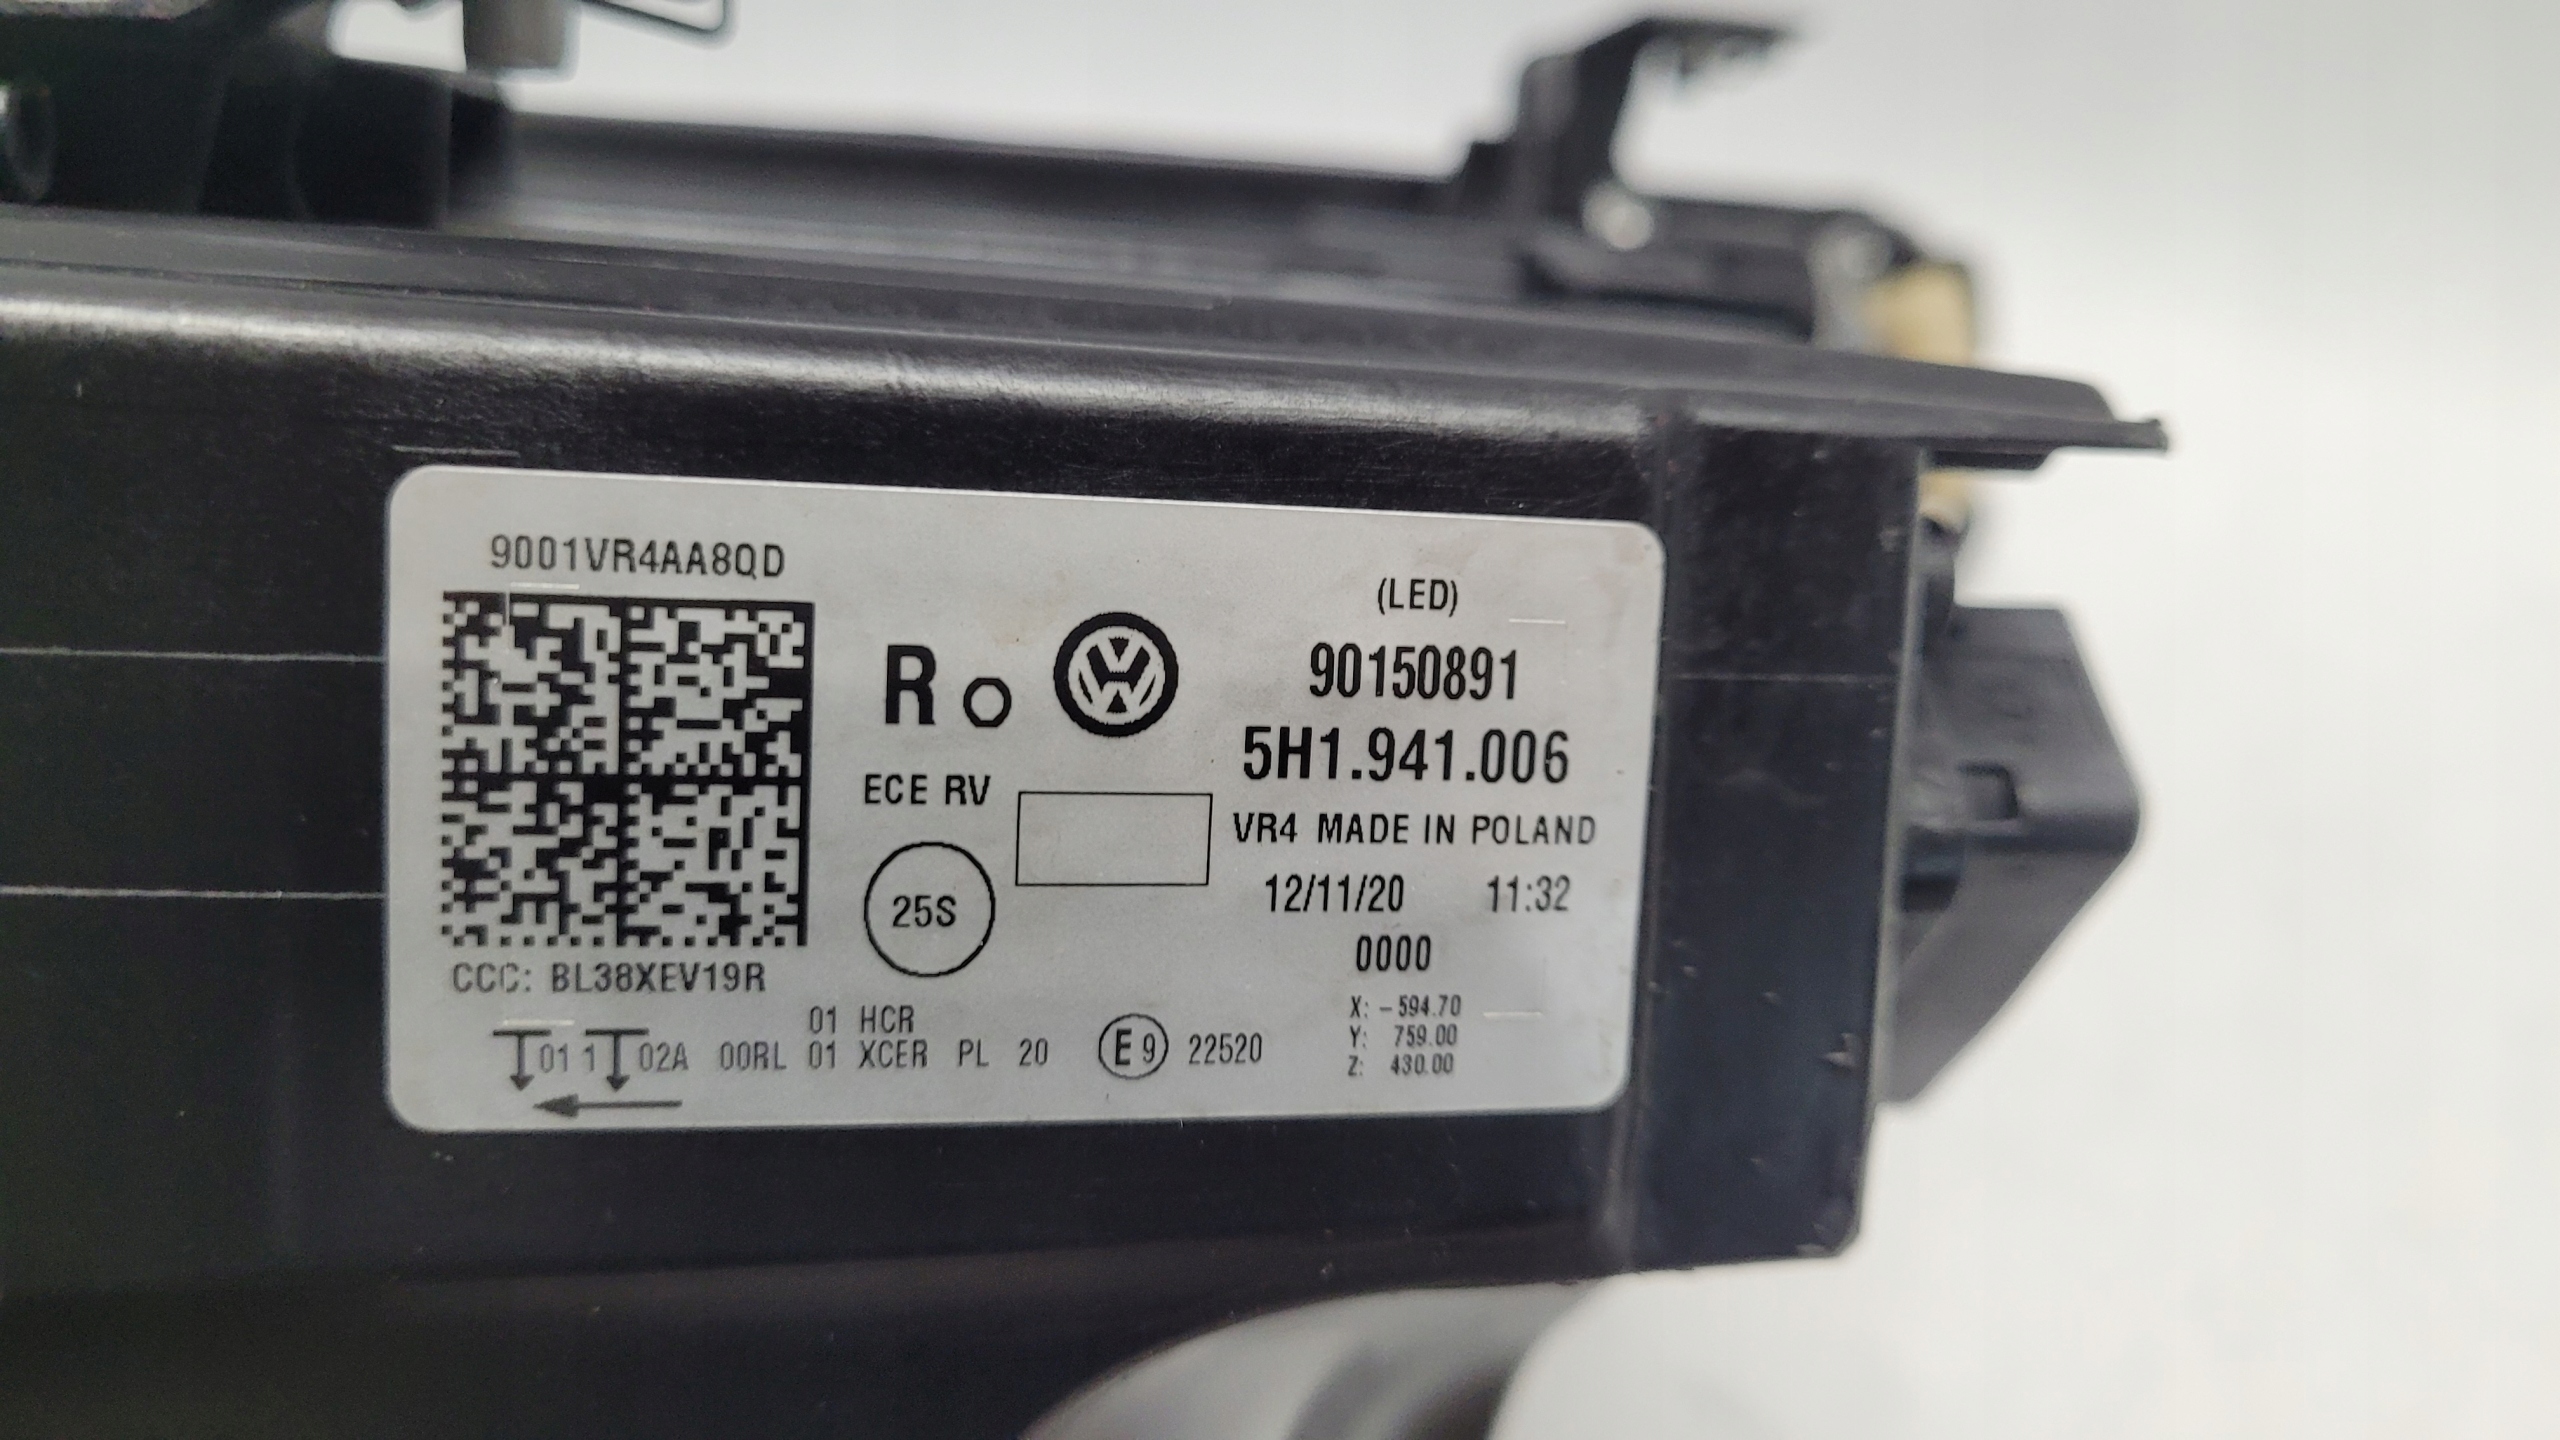 9001VR4AA8QD
CCC: BL38XEV19R
R
ECE RV
25S
(LED)
90150891
5H1.941.006
VR4 MADE IN POLAND
12/11/20 11:32
0000
X: -594.70
Y: 759.00
Z: 430.00
01 HCR
01 1 02A 00RL 01 XCER PL 20 E9 22520